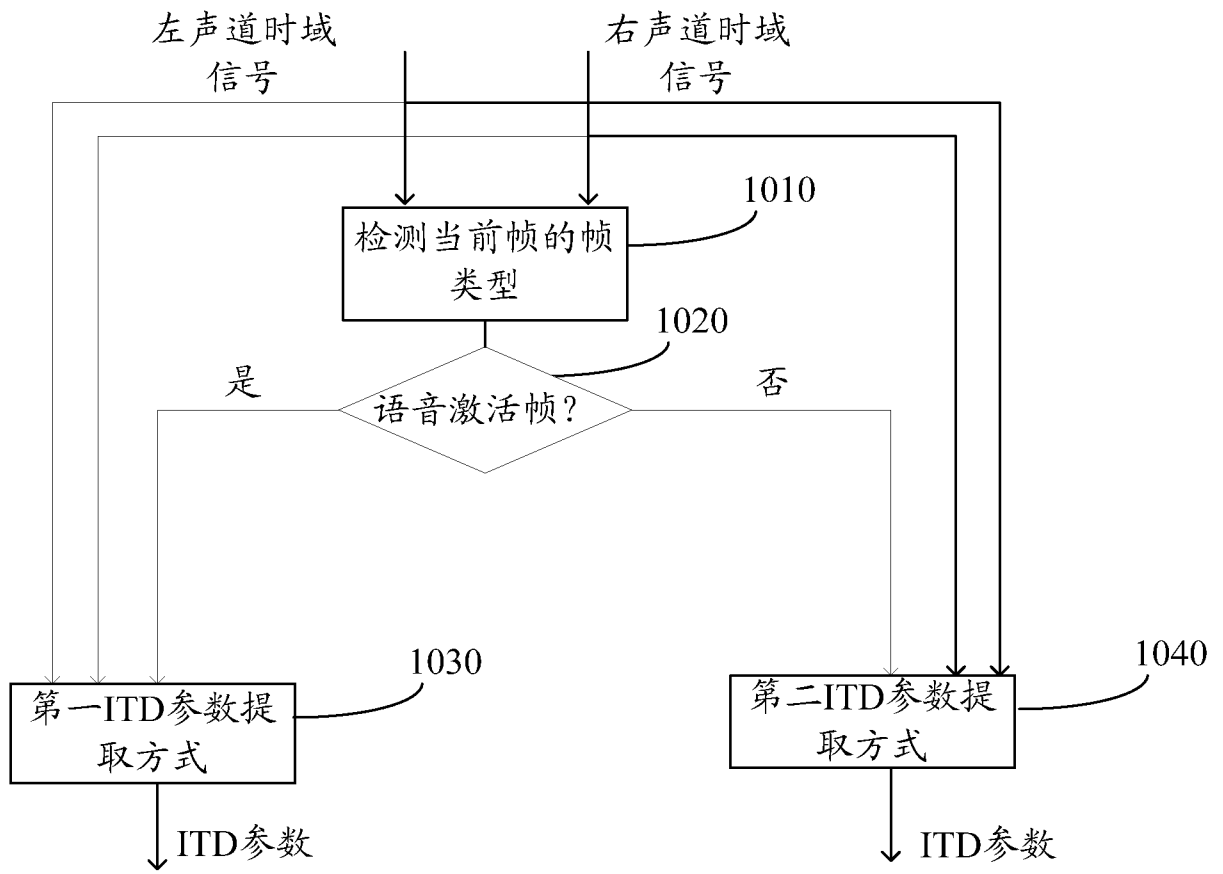 左声道时域
信号
右声道时域
信号
1010
检测当前帧的帧
类型
1020
是
语音激活帧?
否
1030
第一ITD参数提
取方式
1040
第二ITD参数提
取方式
ITD参数
ITD参数